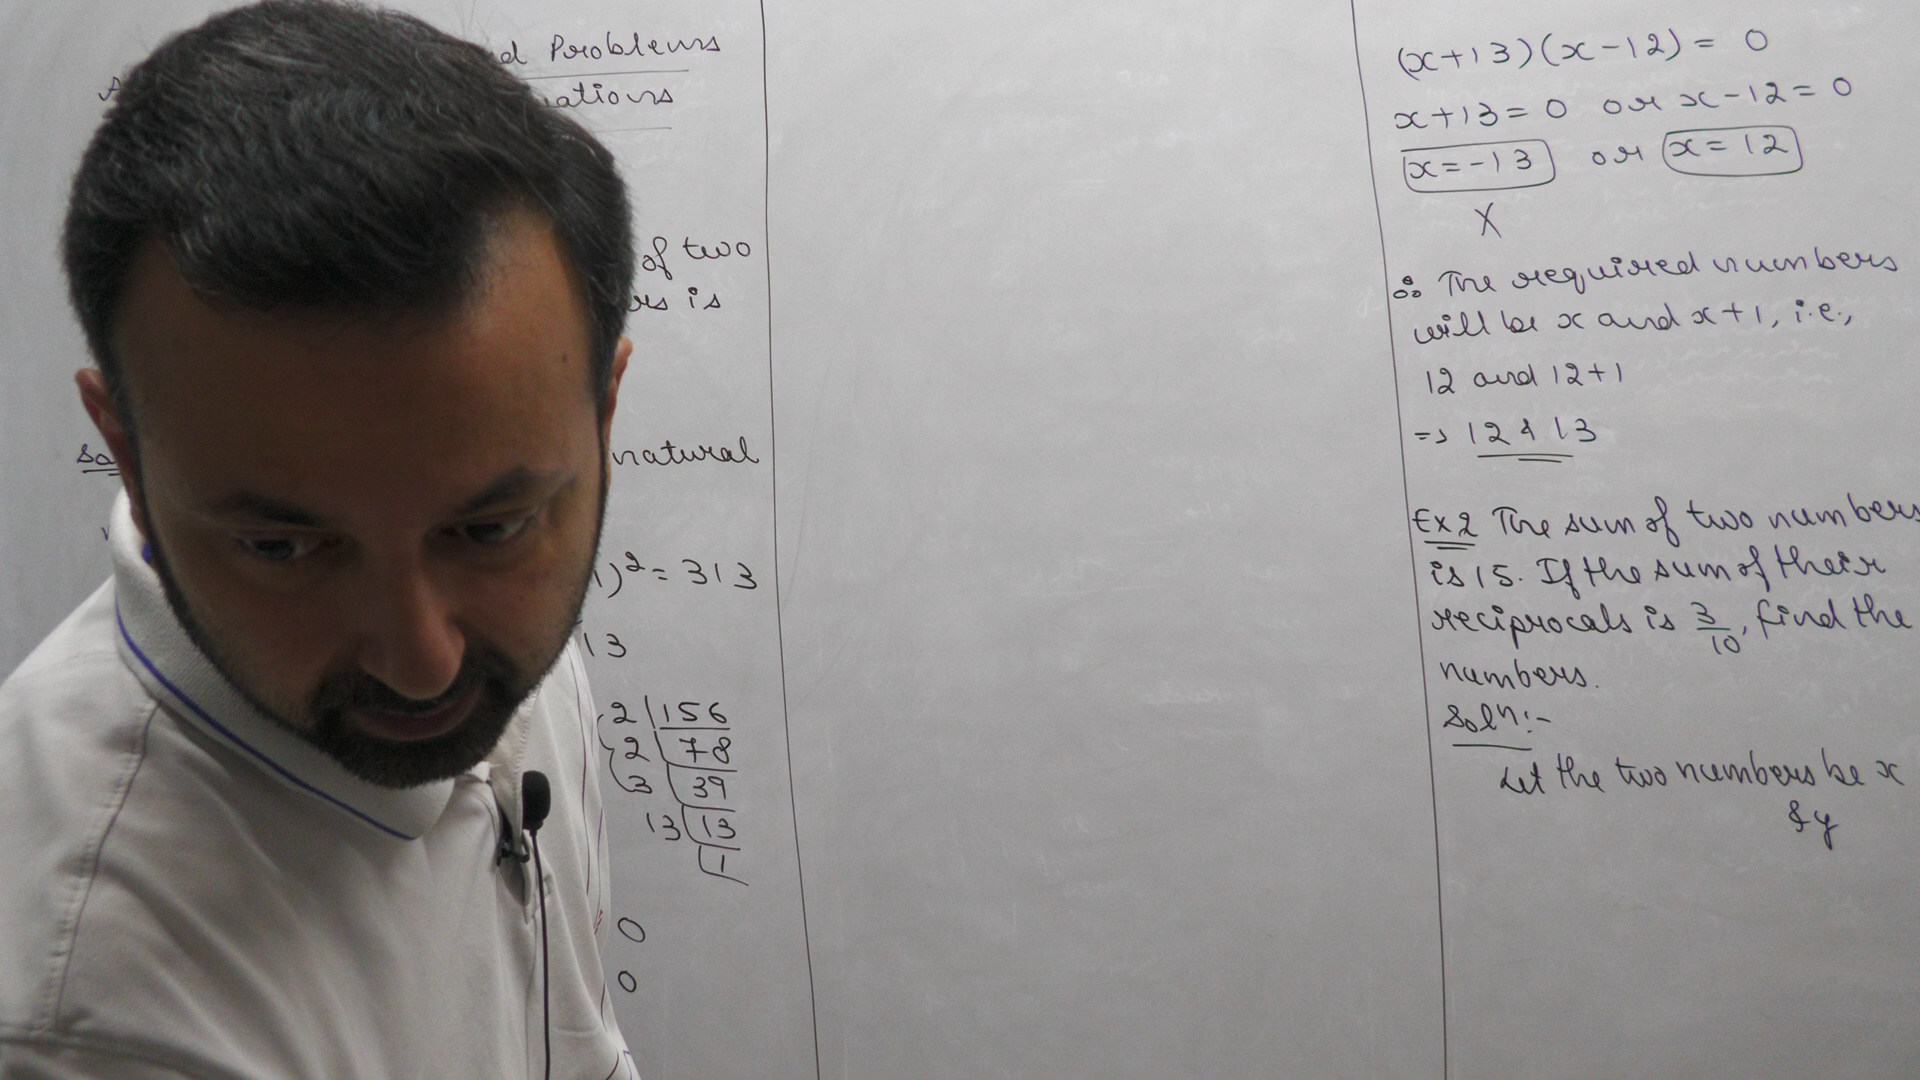 d Problems
ations
of two
rs is
natural
)² = 313
13
2 | 156
2 | 78
3 | 39
13 | 13
1
0
0
(x+13)(x-12) = 0
x+13 = 0 or x-12 = 0
x = -13 or x = 12
X
∴ The required numbers
will be x and x+1, i.e.,
12 and 12+1
⇒ 12 & 13
Ex 2 The sum of two numbers
is 15. If the sum of their
reciprocals is 3/10, find the
numbers.
Solⁿ:-
Let the two numbers be x
& y